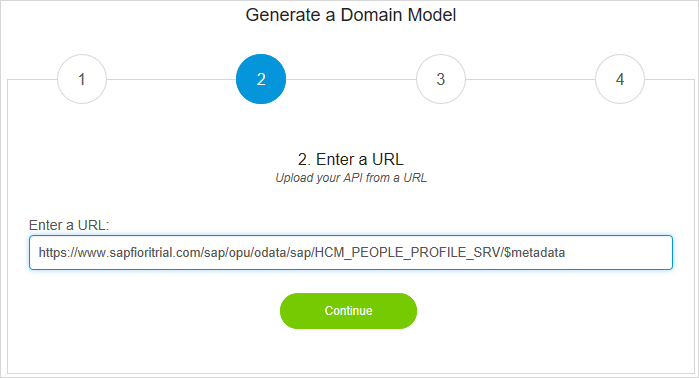 Generate a Domain Model
1 2 3 4
2. Enter a URL
Upload your API from a URL
Enter a URL:
https://www.sapfioritrial.com/sap/opu/odata/sap/HCM_PEOPLE_PROFILE_SRV/$metadata
Continue